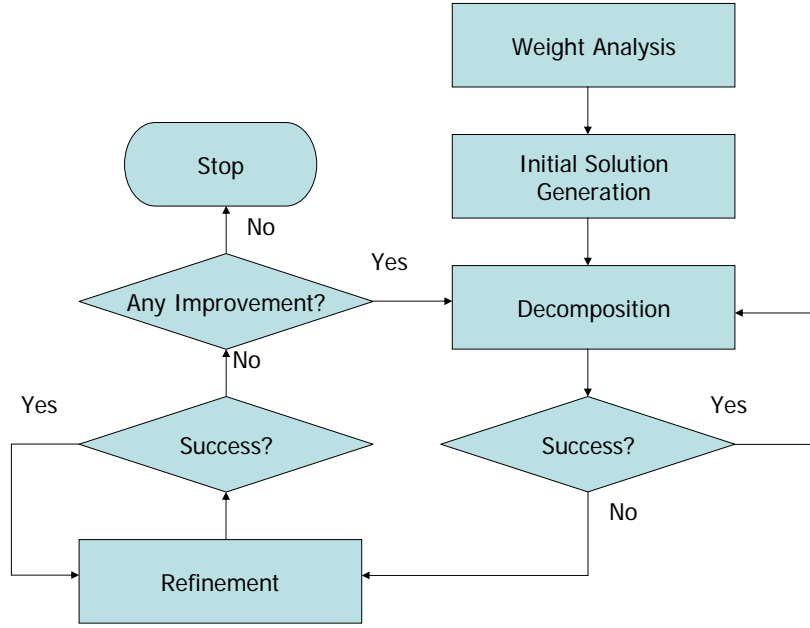 Weight Analysis
Initial Solution
Generation
Stop
No
Yes
Any Improvement?
Decomposition
No
Yes
Yes
Success?
Success?
No
Refinement